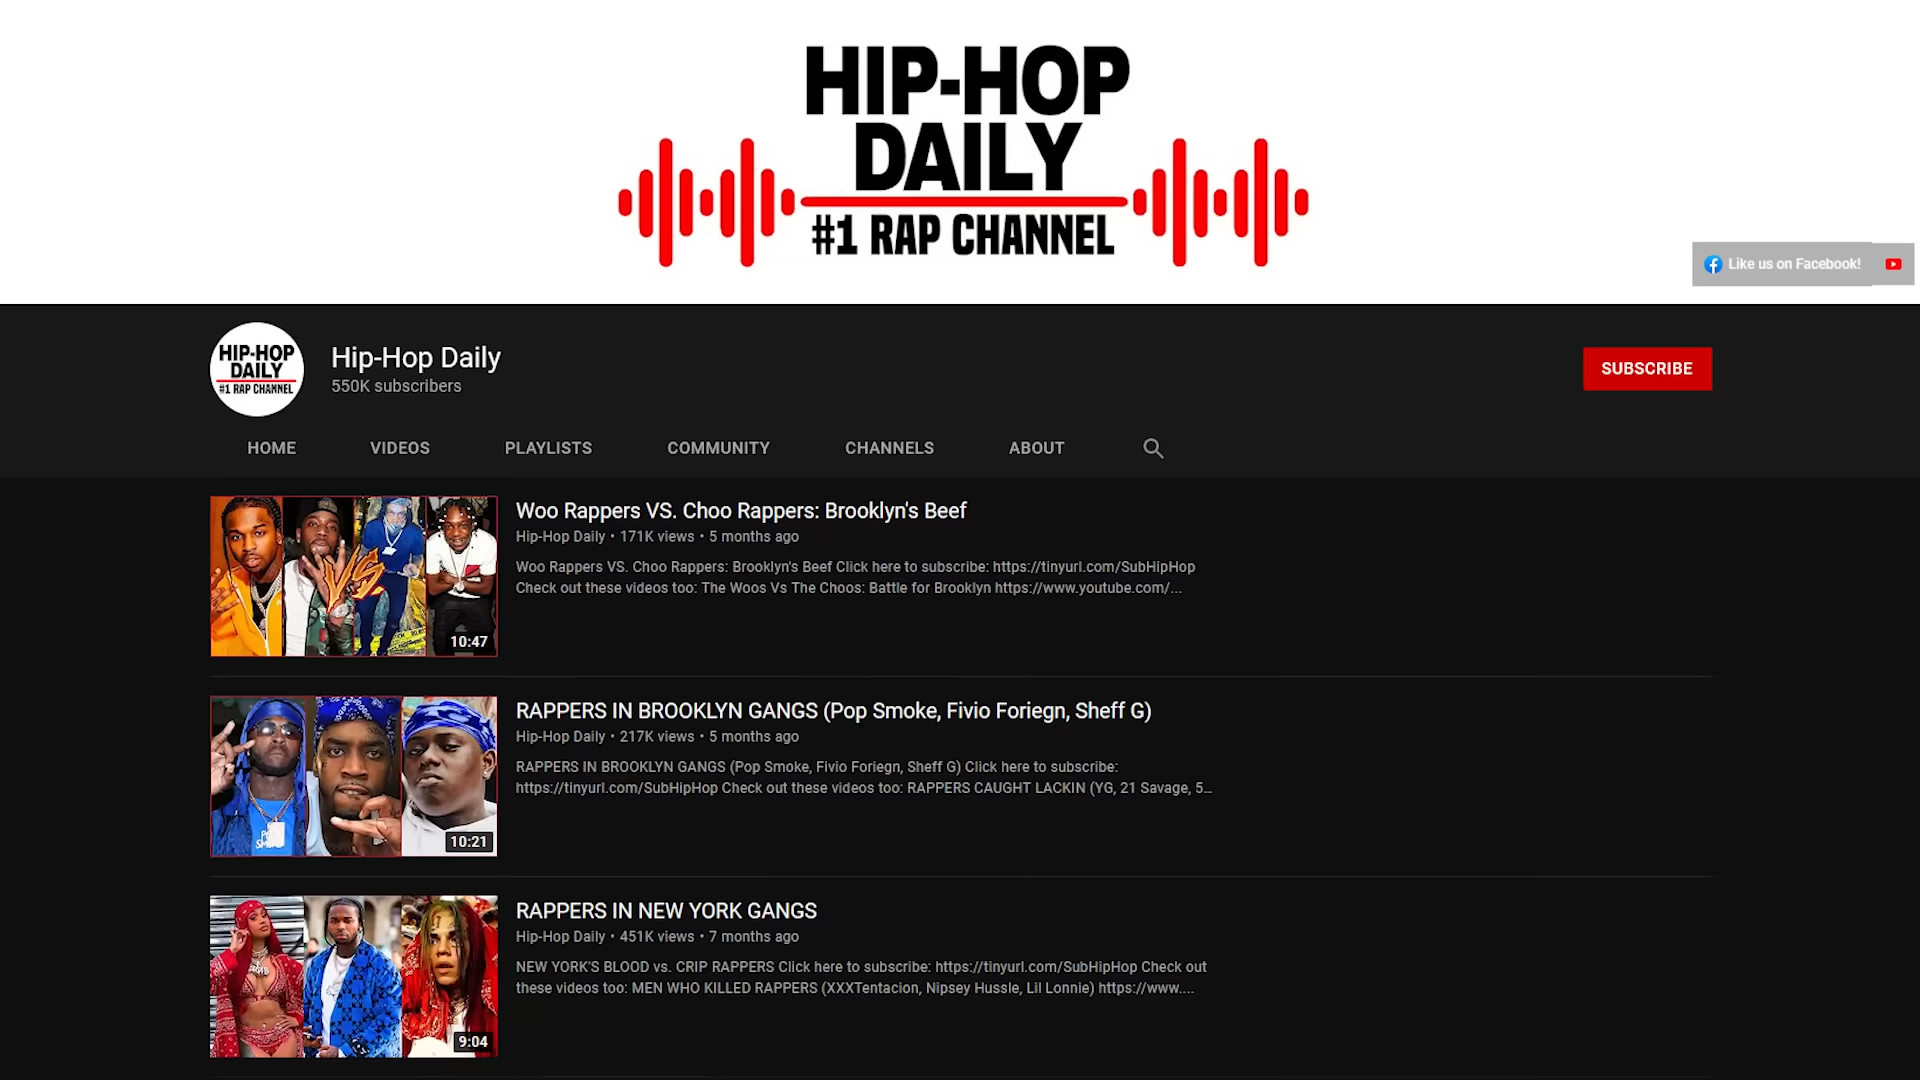 HIP-HOP
DAILY
#1 RAP CHANNEL
Like us on Facebook!
HIP-HOP
DAILY
#1 RAP CHANNEL
Hip-Hop Daily
550K subscribers
SUBSCRIBE
HOME VIDEOS PLAYLISTS COMMUNITY CHANNELS ABOUT
VS.
10:47
Woo Rappers VS. Choo Rappers: Brooklyn's Beef
Hip-Hop Daily • 171K views • 5 months ago
Woo Rappers VS. Choo Rappers: Brooklyn's Beef Click here to subscribe: https://tinyurl.com/SubHipHop
Check out these videos too: The Woos Vs The Choos: Battle for Brooklyn https://www.youtube.com/...
10:21
RAPPERS IN BROOKLYN GANGS (Pop Smoke, Fivio Foriegn, Sheff G)
Hip-Hop Daily • 217K views • 5 months ago
RAPPERS IN BROOKLYN GANGS (Pop Smoke, Fivio Foriegn, Sheff G) Click here to subscribe:
https://tinyurl.com/SubHipHop Check out these videos too: RAPPERS CAUGHT LACKIN (YG, 21 Savage, 5...
9:04
RAPPERS IN NEW YORK GANGS
Hip-Hop Daily • 451K views • 7 months ago
NEW YORK'S BLOOD vs. CRIP RAPPERS Click here to subscribe: https://tinyurl.com/SubHipHop Check out
these videos too: MEN WHO KILLED RAPPERS (XXXTentacion, Nipsey Hussle, Lil Lonnie) https://www....